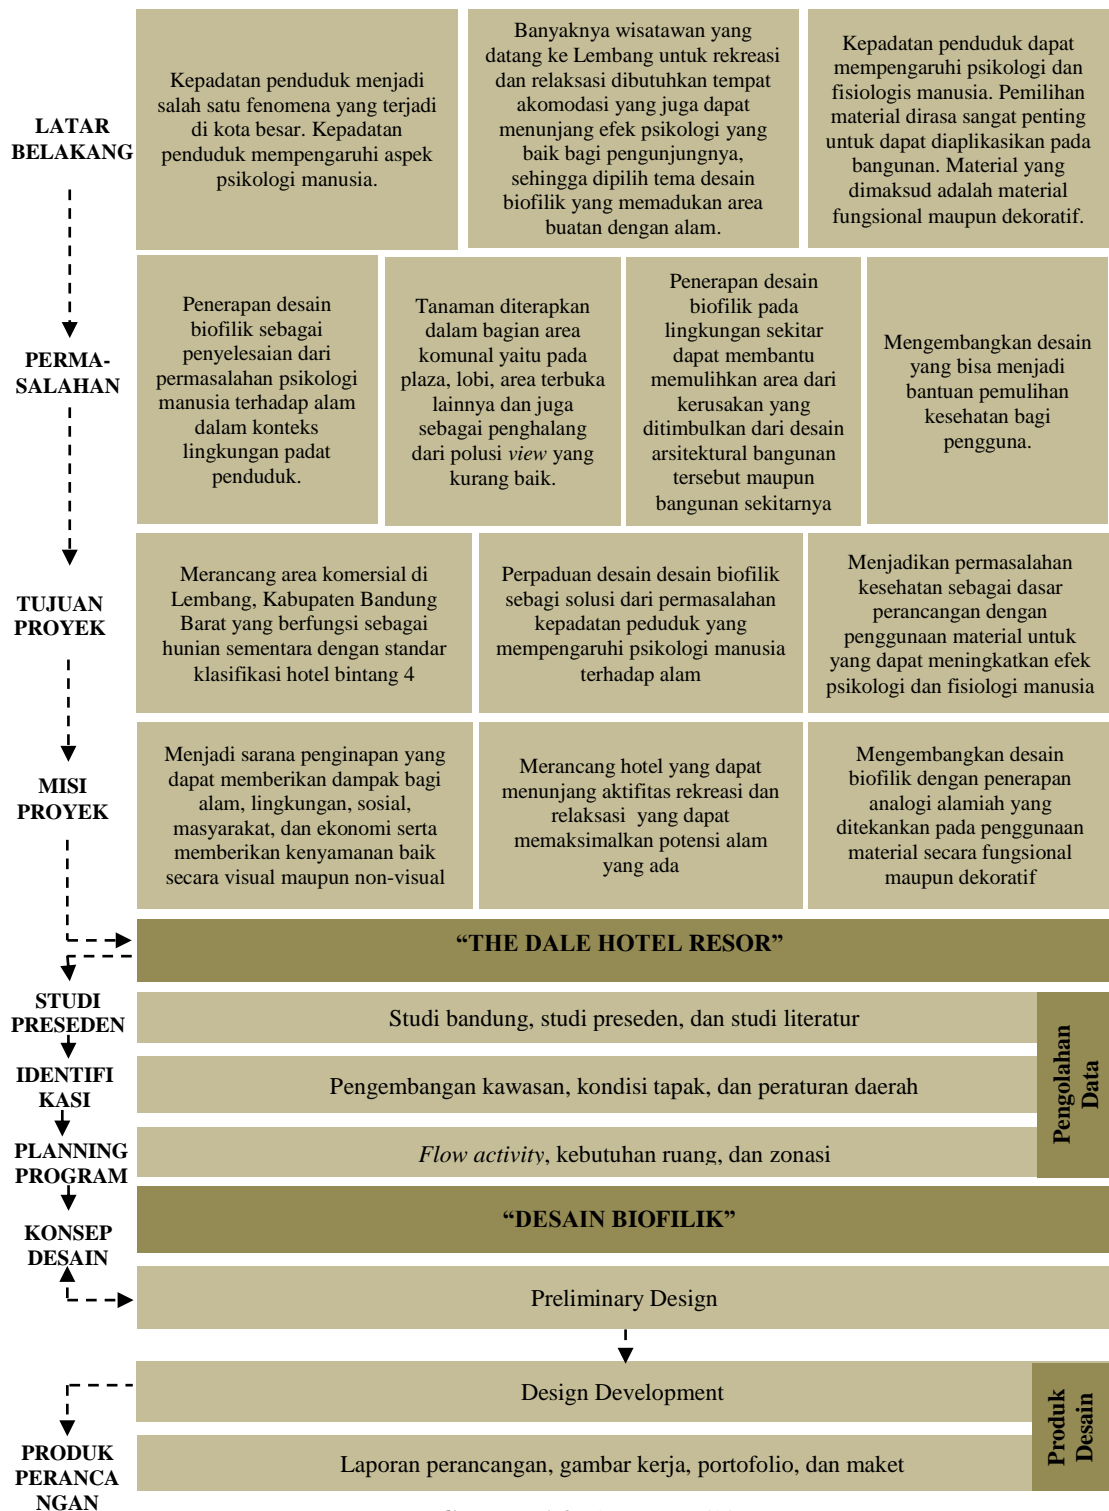 LATAR
BELAKANG
Kepadatan penduduk menjadi
salah satu fenomena yang terjadi
di kota besar. Kepadatan
penduduk mempengaruhi aspek
psikologi manusia.
Banyaknya wisatawan yang
datang ke Lembang untuk rekreasi
dan relaksasi dibutuhkan tempat
akomodasi yang juga dapat
menunjang efek psikologi yang
baik bagi pengunjungnya,
sehingga dipilih tema desain
biofilik yang memadukan area
buatan dengan alam.
Kepadatan penduduk dapat
mempengaruhi psikologi dan
fisiologis manusia. Pemilihan
material dirasa sangat penting
untuk dapat diaplikasikan pada
bangunan. Material yang
dimaksud adalah material
fungsional maupun dekoratif.
PERMA-
SALAHAN
Penerapan desain
biofilik sebagai
penyelesaian dari
permasalahan psikologi
manusia terhadap alam
dalam konteks
lingkungan padat
penduduk.
Tanaman diterapkan
dalam bagian area
komunal yaitu pada
plaza, lobi, area terbuka
lainnya dan juga
sebagai penghalang
dari polusi view yang
kurang baik.
Penerapan desain
biofilik pada
lingkungan sekitar
dapat membantu
memulihkan area dari
kerusakan yang
ditimbulkan dari desain
arsitektural bangunan
tersebut maupun
bangunan sekitarnya
Mengembangkan desain
yang bisa menjadi
bantuan pemulihan
kesehatan bagi
pengguna.
TUJUAN
PROYEK
Merancang area komersial di
Lembang, Kabupaten Bandung
Barat yang berfungsi sebagai
hunian sementara dengan standar
klasifikasi hotel bintang 4
Perpaduan desain desain biofilik
sebagi solusi dari permasalahan
kepadatan peduduk yang
mempengaruhi psikologi manusia
terhadap alam
Menjadikan permasalahan
kesehatan sebagai dasar
perancangan dengan
penggunaan material untuk
yang dapat meningkatkan efek
psikologi dan fisiologi manusia
MISI
PROYEK
Menjadi sarana penginapan yang
dapat memberikan dampak bagi
alam, lingkungan, sosial,
masyarakat, dan ekonomi serta
memberikan kenyamanan baik
secara visual maupun non-visual
Merancang hotel yang dapat
menunjang aktifitas rekreasi dan
relaksasi yang dapat
memaksimalkan potensi alam
yang ada
Mengembangkan desain
biofilik dengan penerapan
analogi alamiah yang
ditekankan pada penggunaan
material secara fungsional
maupun dekoratif
“THE DALE HOTEL RESOR”
STUDI
PRESEDEN
Studi bandung, studi preseden, dan studi literatur
IDENTIFI
KASI
Pengembangan kawasan, kondisi tapak, dan peraturan daerah
PLANNING
PROGRAM
Flow activity, kebutuhan ruang, dan zonasi
Pengolahan
Data
KONSEP
DESAIN
“DESAIN BIOFILIK”
Preliminary Design
Design Development
PRODUK
PERANCA
NGAN
Laporan perancangan, gambar kerja, portofolio, dan maket
Produk
Desain